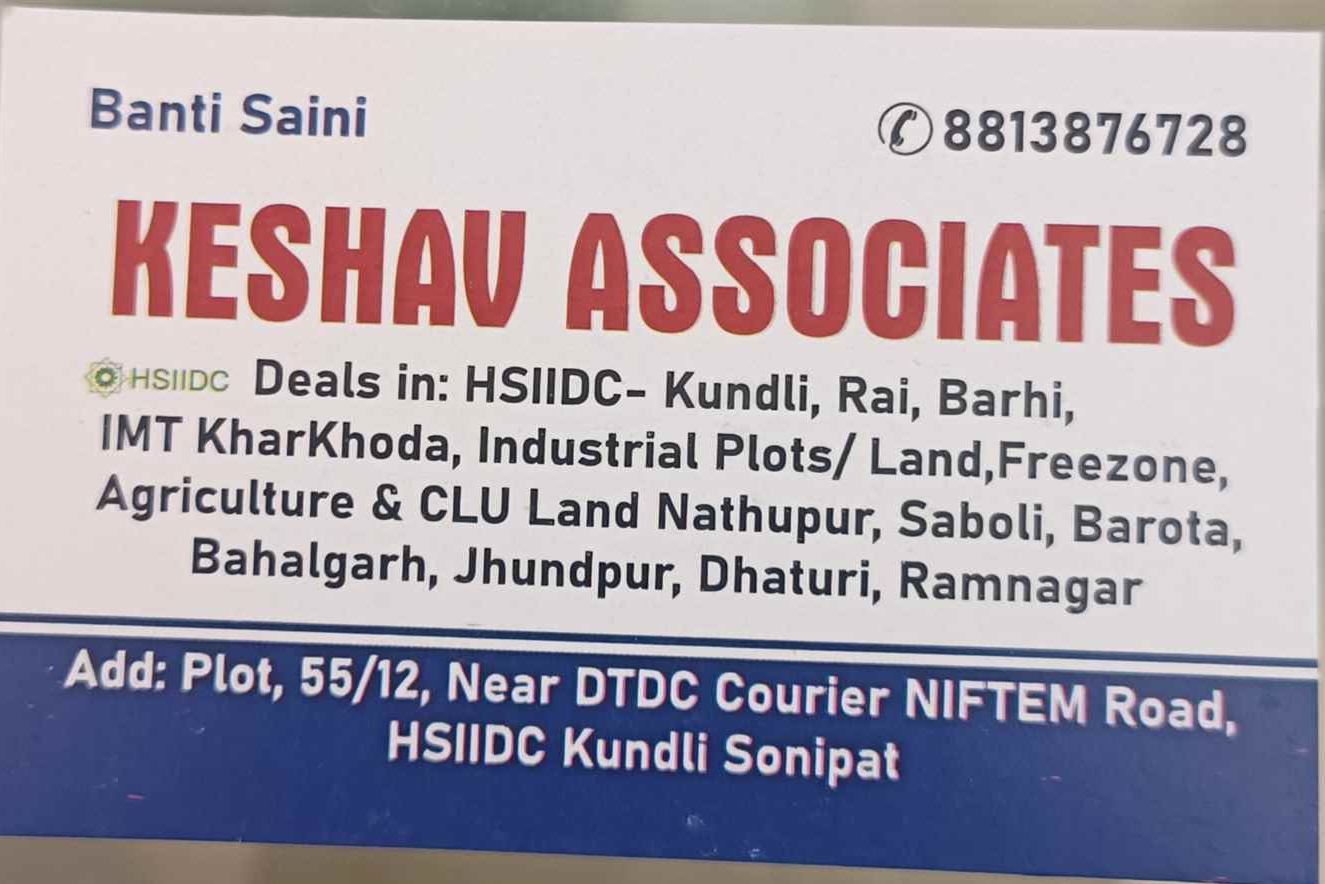 Banti Saini
8813876728
KESHAV ASSOCIATES
HSIIDC Deals in: HSIIDC- Kundli, Rai, Barhi,
IMT KharKhoda, Industrial Plots/ Land,Freezone,
Agriculture & CLU Land Nathupur, Saboli, Barota,
Bahalgarh, Jhundpur, Dhaturi, Ramnagar
Add: Plot, 55/12, Near DTDC Courier NIFTEM Road,
HSIIDC Kundli Sonipat